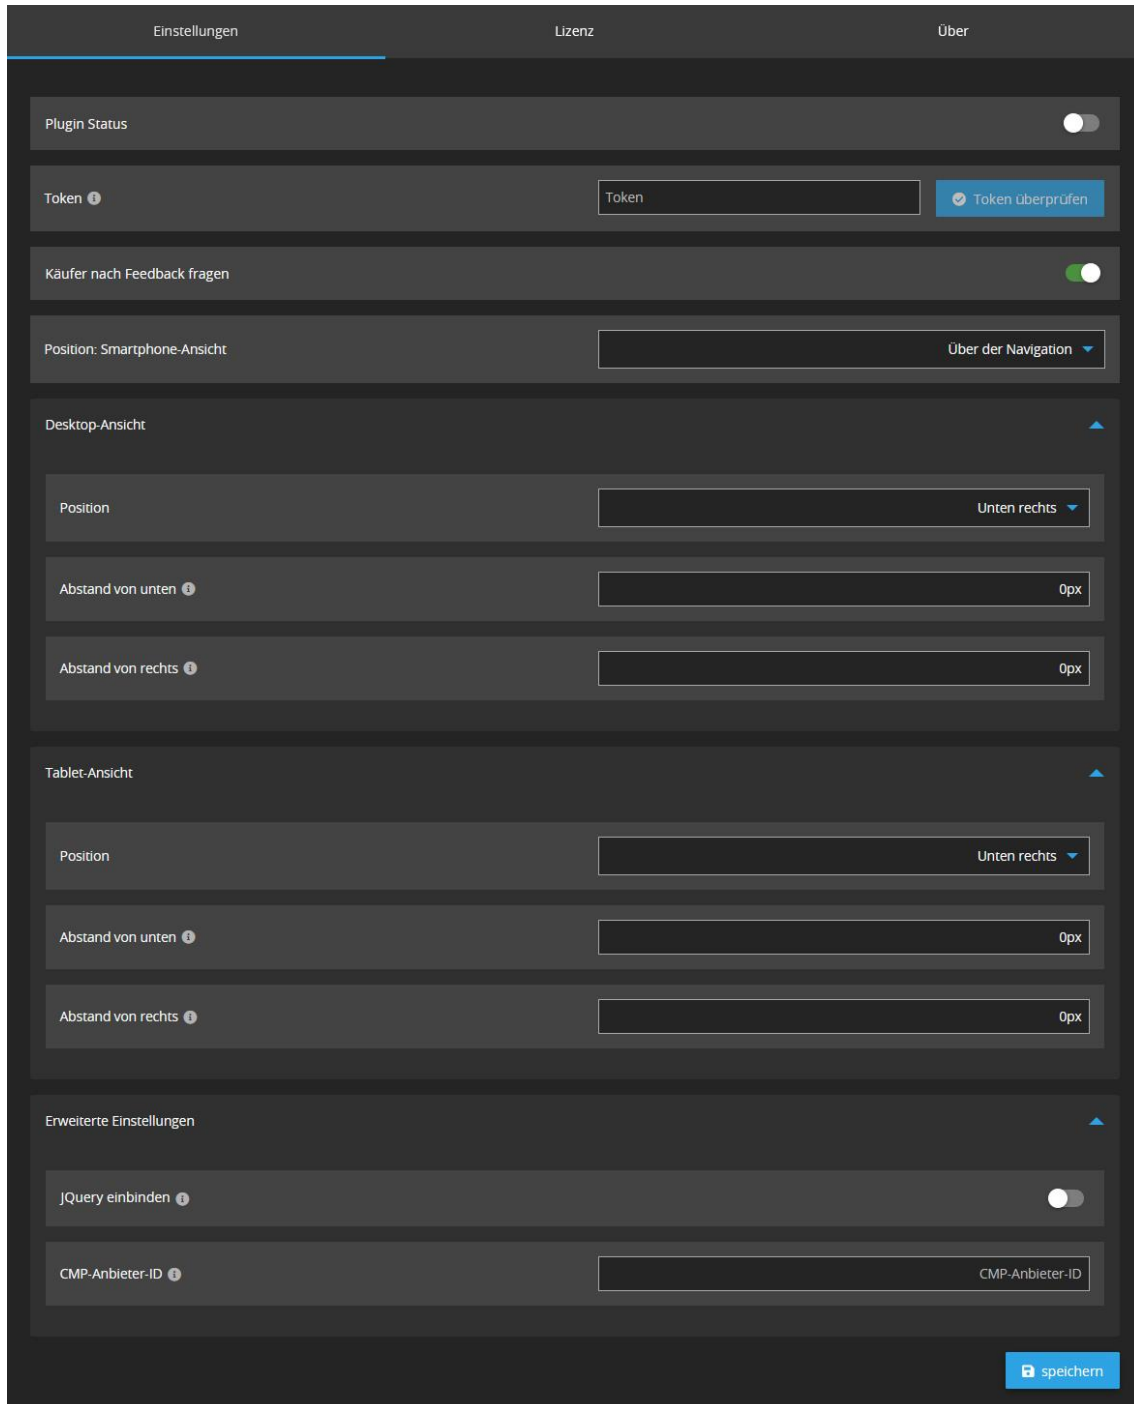 Einstellungen
Lizenz
Über
Plugin Status
Token
Token
Token überprüfen
Käufer nach Feedback fragen
Position: Smartphone-Ansicht
Über der Navigation
Desktop-Ansicht
Position
Unten rechts
Abstand von unten
0px
Abstand von rechts
0px
Tablet-Ansicht
Position
Unten rechts
Abstand von unten
0px
Abstand von rechts
0px
Erweiterte Einstellungen
JQuery einbinden
CMP-Anbieter-ID
CMP-Anbieter-ID
speichern